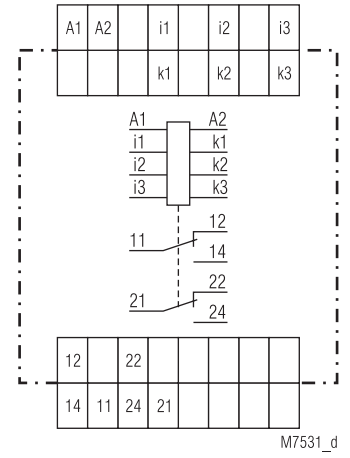 A1 A2 i1 i2 i3
k1 k2 k3
A1 A2
i1 k1
i2 k2
i3 k3
12
11
14
22
21
24
12 22
14 11 24 21
M7531_d